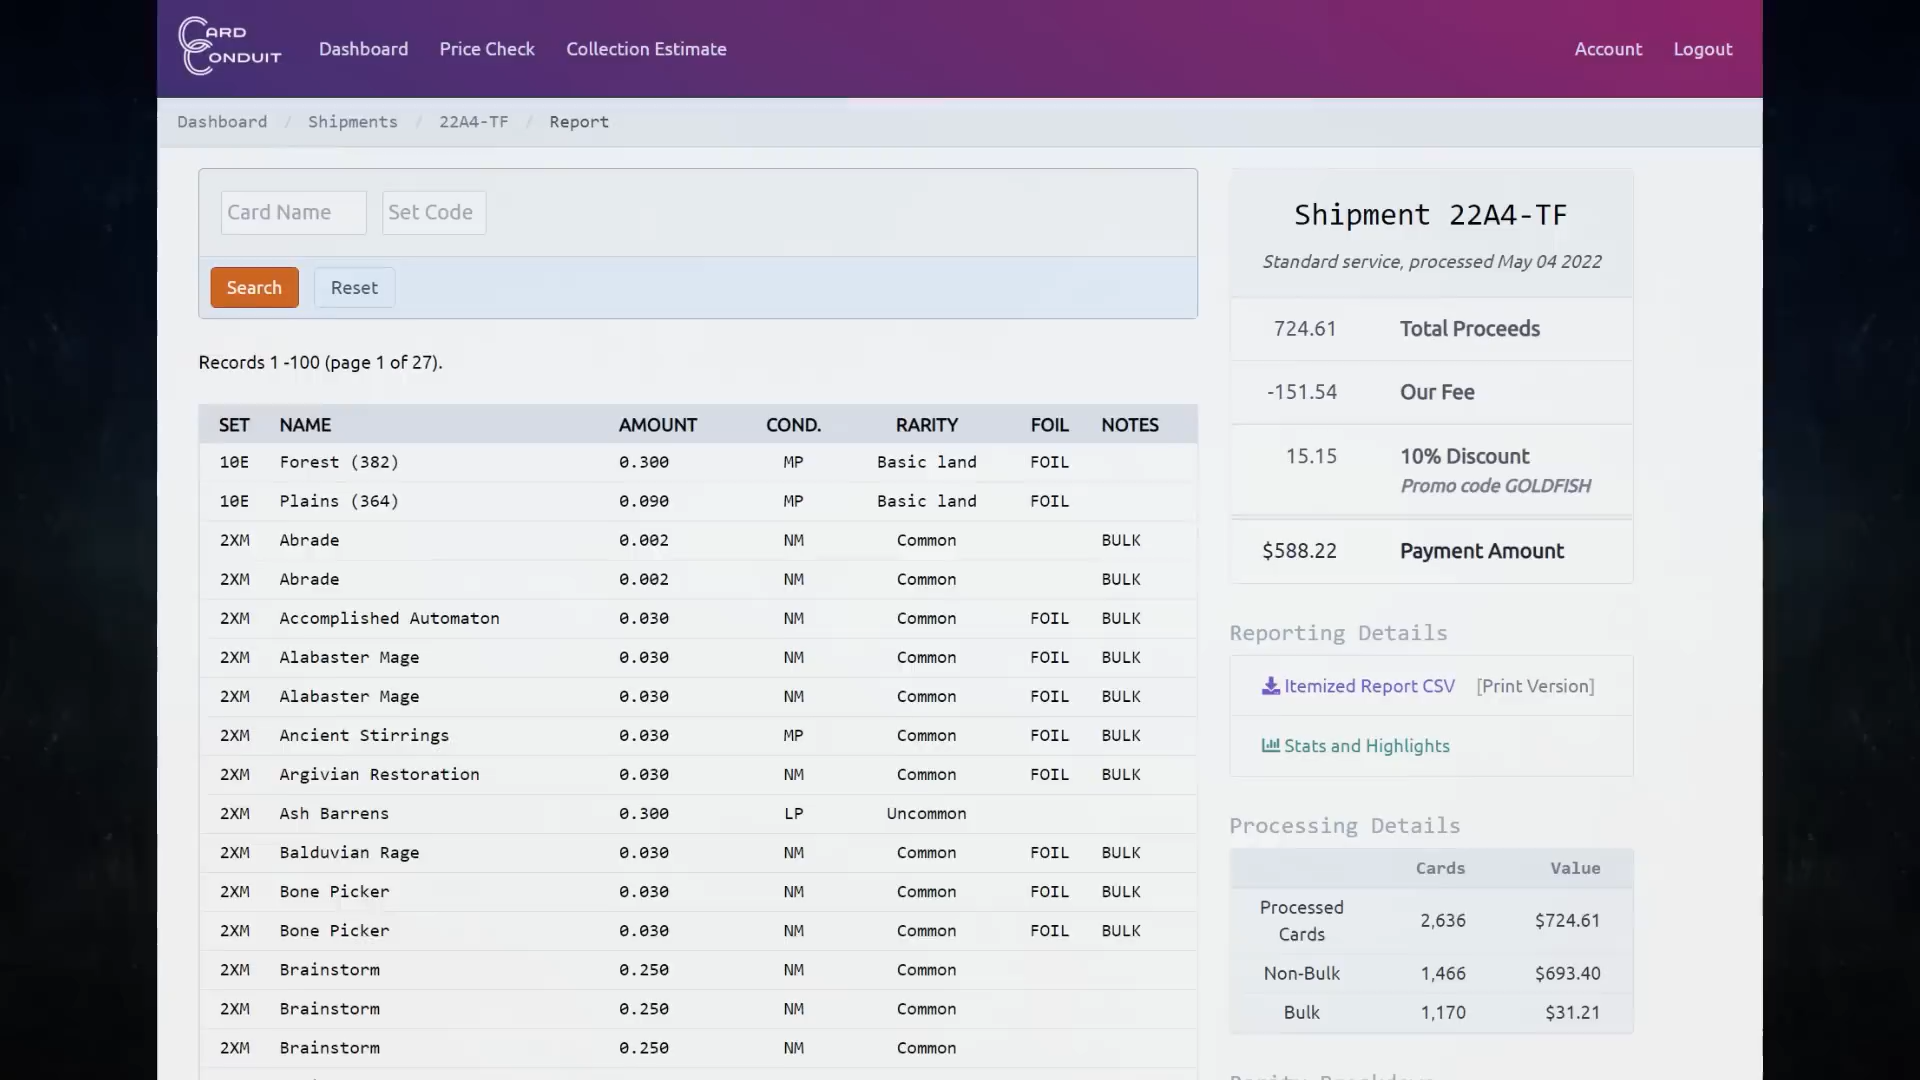 CARD CONDUIT
Dashboard Price Check Collection Estimate Account Logout
Dashboard / Shipments / 22A4-TF / Report
Card Name Set Code
Search Reset
Records 1 -100 (page 1 of 27).
SET NAME AMOUNT COND. RARITY FOIL NOTES
10E Forest (382) 0.300 MP Basic land FOIL
10E Plains (364) 0.090 MP Basic land FOIL
2XM Abrade 0.002 NM Common BULK
2XM Abrade 0.002 NM Common BULK
2XM Accomplished Automaton 0.030 NM Common FOIL BULK
2XM Alabaster Mage 0.030 NM Common FOIL BULK
2XM Alabaster Mage 0.030 NM Common FOIL BULK
2XM Ancient Stirrings 0.030 MP Common FOIL BULK
2XM Argivian Restoration 0.030 NM Common FOIL BULK
2XM Ash Barrens 0.300 LP Uncommon
2XM Balduvian Rage 0.030 NM Common FOIL BULK
2XM Bone Picker 0.030 NM Common FOIL BULK
2XM Bone Picker 0.030 NM Common FOIL BULK
2XM Brainstorm 0.250 NM Common
2XM Brainstorm 0.250 NM Common
2XM Brainstorm 0.250 NM Common
Shipment 22A4-TF
Standard service, processed May 04 2022
724.61 Total Proceeds
-151.54 Our Fee
15.15 10% Discount
Promo code GOLDFISH
$588.22 Payment Amount
Reporting Details
Itemized Report CSV [Print Version]
Stats and Highlights
Processing Details
Cards Value
Processed
Cards 2,636 $724.61
Non-Bulk 1,466 $693.40
Bulk 1,170 $31.21